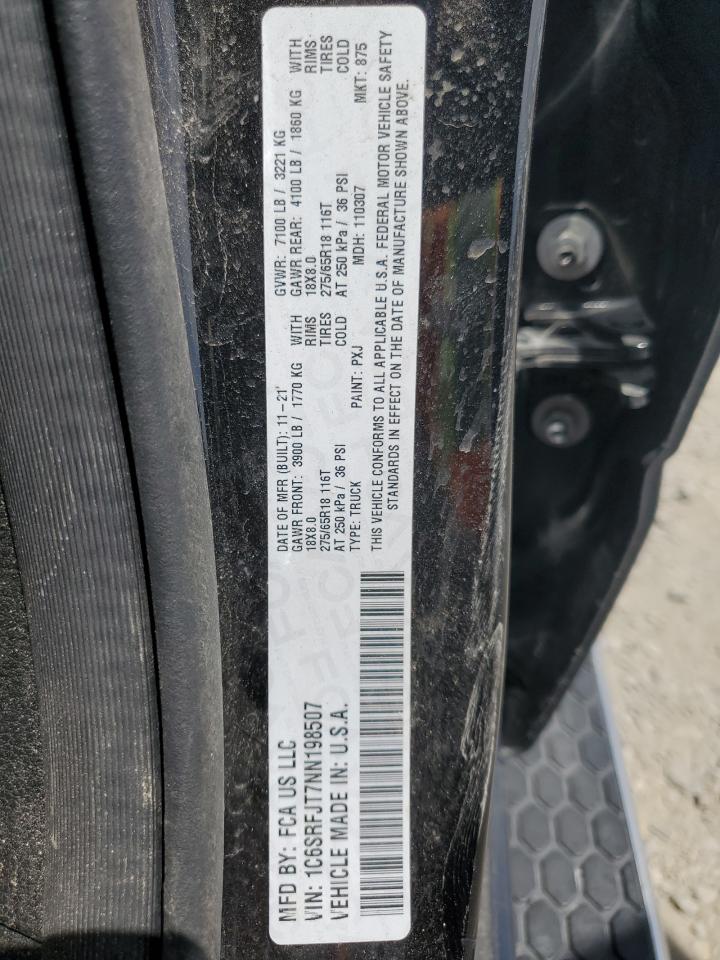 MFD BY: FCA US LLC
VIN: 1C6SRFJT7NN198507
VEHICLE MADE IN: U.S.A.
DATE OF MFR (BUILT): 11-21'
GVWR: 7100 LB / 3221 KG
GAWR FRONT: 3900 LB / 1770 KG WITH
GAWR REAR: 4100 LB / 1860 KG WITH
18X8.0 RIMS
18X8.0 RIMS:
275/65R18 116T TIRES
275/65R18 116T TIRES
AT 250 kPa / 36 PSI COLD
AT 250 kPa / 36 PSI COLD
TYPE: TRUCK PAINT: PXJ MDH: 110307 MKT: 875
THIS VEHICLE CONFORMS TO ALL APPLICABLE U.S.A. FEDERAL MOTOR VEHICLE SAFETY
STANDARDS IN EFFECT ON THE DATE OF MANUFACTURE SHOWN ABOVE.